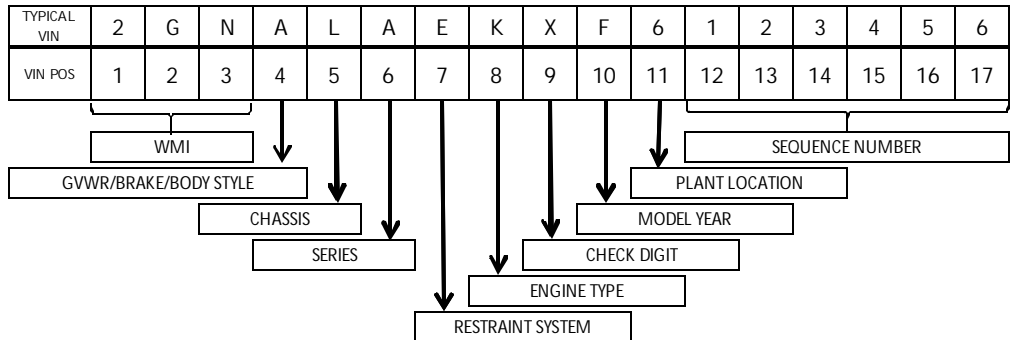 TYPICAL VIN 2 G N A L A E K X F 6 1 2 3 4 5 6
VIN POS 1 2 3 4 5 6 7 8 9 10 11 12 13 14 15 16 17
WMI SEQUENCE NUMBER
GVWR/BRAKE/BODY STYLE PLANT LOCATION
CHASSIS MODEL YEAR
SERIES CHECK DIGIT
ENGINE TYPE
RESTRAINT SYSTEM